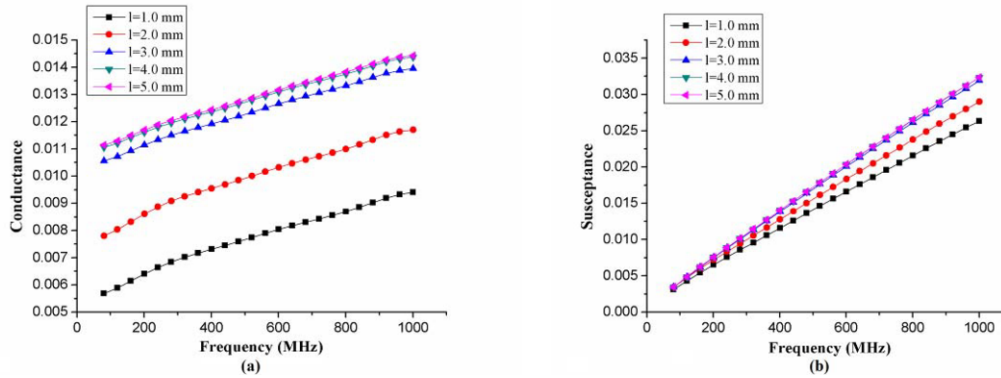 l=1.0 mm
l=2.0 mm
l=3.0 mm
l=4.0 mm
l=5.0 mm
0.015
0.014
0.013
0.012
0.011
0.010
0.009
0.008
0.007
0.006
0.005
Conductance
0 200 400 600 800 1000
Frequency (MHz)
(a)
l=1.0 mm
l=2.0 mm
l=3.0 mm
l=4.0 mm
l=5.0 mm
0.035
0.030
0.025
0.020
0.015
0.010
0.005
0.000
Susceptance
0 200 400 600 800 1000
Frequency (MHz)
(b)